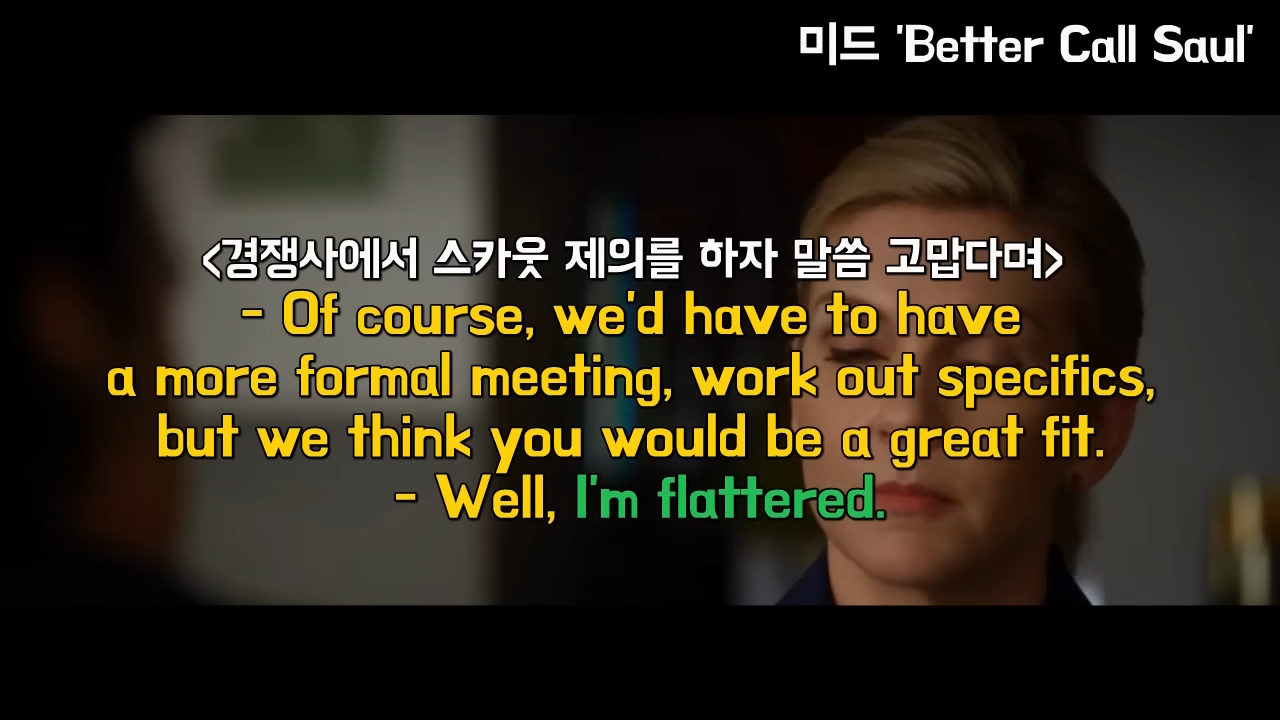 미드 'Better Call Saul'
<경쟁사에서 스카웃 제의를 하자 말씀 고맙다며>
- Of course, we'd have to have
a more formal meeting, work out specifics,
but we think you would be a great fit.
- Well, I'm flattered.